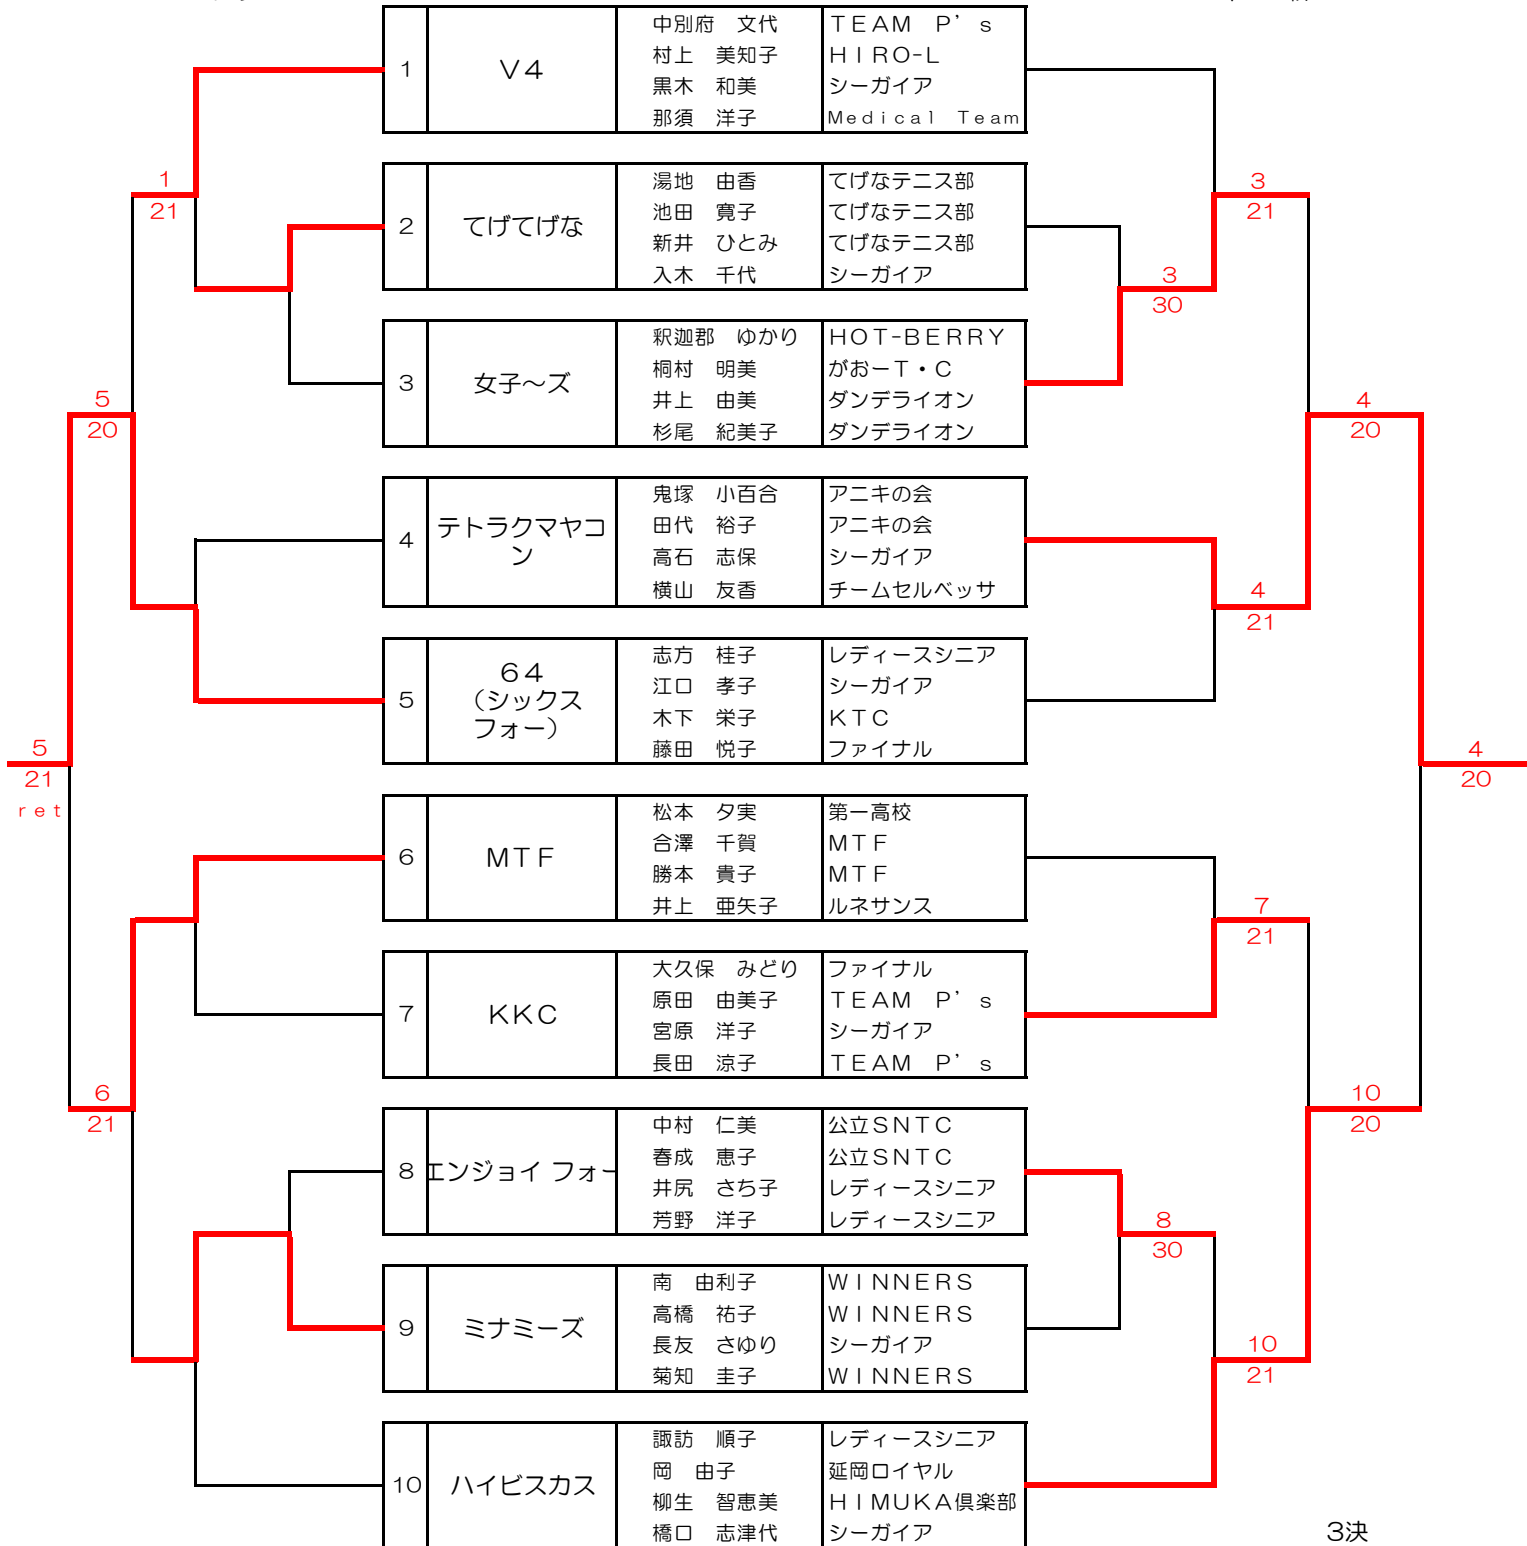 1
V4
中別府　文代　TEAM　P’s
村上　美知子　HIRO-L
黒木　和美　シーガイア
那須　洋子　Medical　Team
2
てげてげな
湯地　由香　てげなテニス部
池田　寛子　てげなテニス部
新井　ひとみ　てげなテニス部
入木　千代　シーガイア
3
女子～ズ
釈迦郡　ゆかり　HOT-BERRY
桐村　明美　がおーT・C
井上　由美　ダンデライオン
杉尾　紀美子　ダンデライオン
4
テトラクマヤコ
ン
鬼塚　小百合　アニキの会
田代　裕子　アニキの会
高石　志保　シーガイア
横山　友香　チームセルベッサ
5
64
（シックス
フォー）
志方　桂子　レディースシニア
江口　孝子　シーガイア
木下　栄子　KTC
藤田　悦子　ファイナル
6
MTF
松本　夕実　第一高校
合澤　千賀　MTF
勝本　貴子　MTF
井上　亜矢子　ルネサンス
7
KKC
大久保　みどり　ファイナル
原田　由美子　TEAM　P’s
宮原　洋子　シーガイア
長田　涼子　TEAM　P’s
8
エンジョイ フォー
中村　仁美　公立SNTC
春成　恵子　公立SNTC
井尻　さち子　レディースシニア
芳野　洋子　レディースシニア
9
ミナミーズ
南　由利子　WINNERS
高橋　祐子　WINNERS
長友　さゆり　シーガイア
菊知　圭子　WINNERS
10
ハイビスカス
諏訪　順子　レディースシニア
岡　由子　延岡ロイヤル
柳生　智恵美　HIMUKA倶楽部
橋口　志津代　シーガイア
1
21
5
20
5
21
ret
6
21
3
21
3
30
4
20
4
21
4
20
7
21
10
20
8
30
10
21
3決